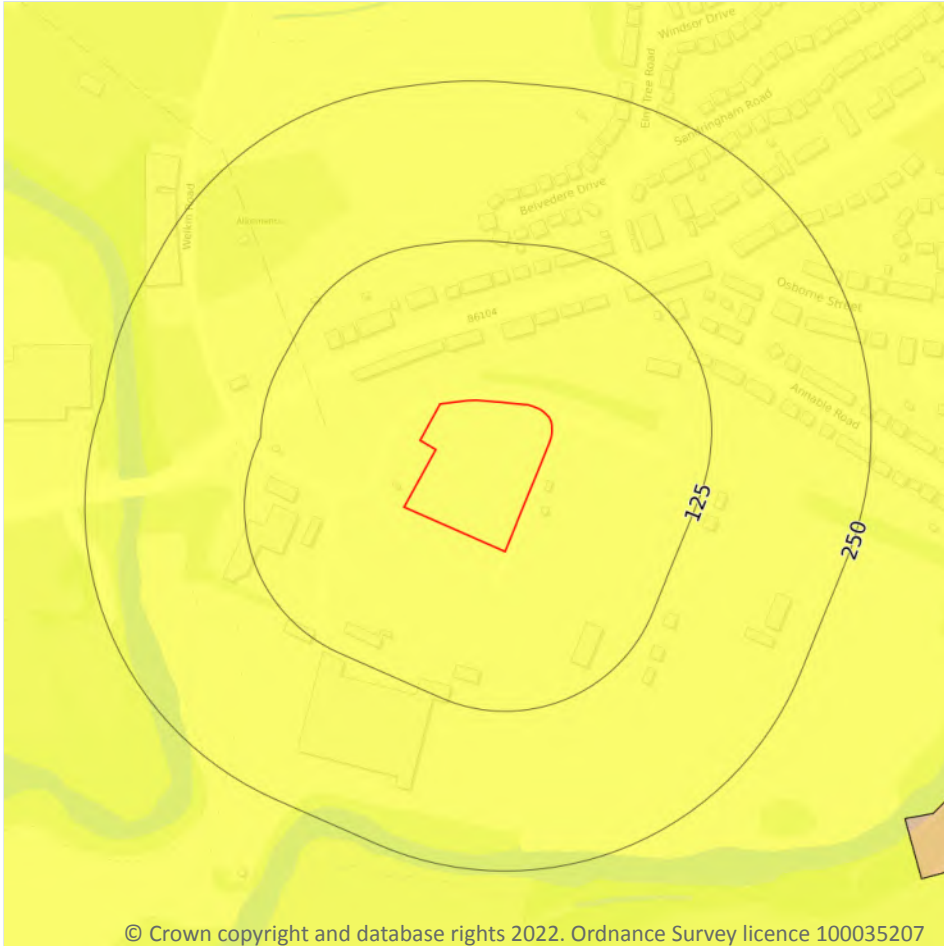 Windsor Drive
Elm Tree Road
Sandringham Road
Belvedere Drive
Welkin Road
Allotments
B6104
Osborne Street
Annable Road
125
250
© Crown copyright and database rights 2022. Ordnance Survey licence 100035207